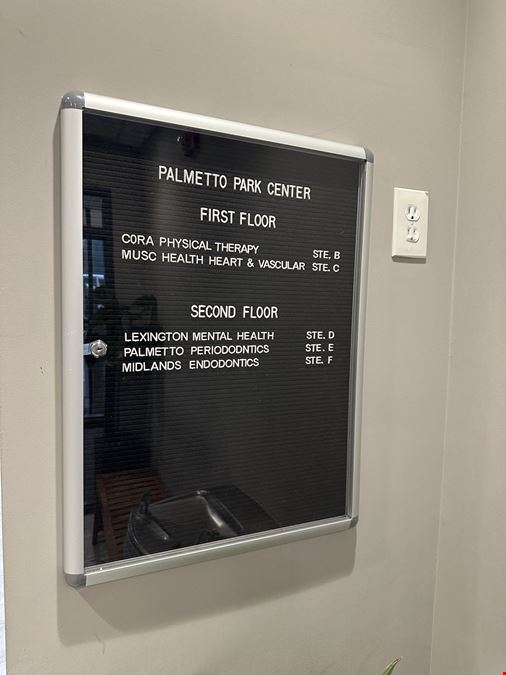 PALMETTO PARK CENTER
FIRST FLOOR
CORA PHYSICAL THERAPY STE. B
MUSC HEALTH HEART & VASCULAR STE. C
SECOND FLOOR
LEXINGTON MENTAL HEALTH STE. D
PALMETTO PERIODODNTICS STE. E
MIDLANDS ENDODONTICS STE. F